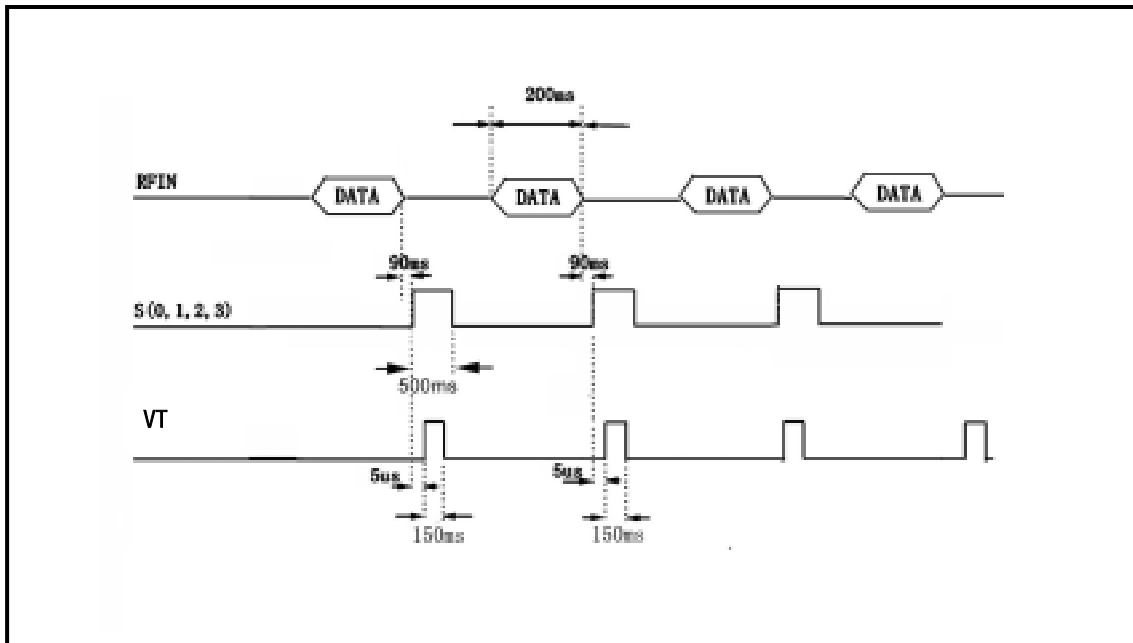 200ms
RFIN
DATA DATA DATA DATA
90ms 90ms
S(0,1,2,3)
500ms
VT
5us 5us
150ms 150ms